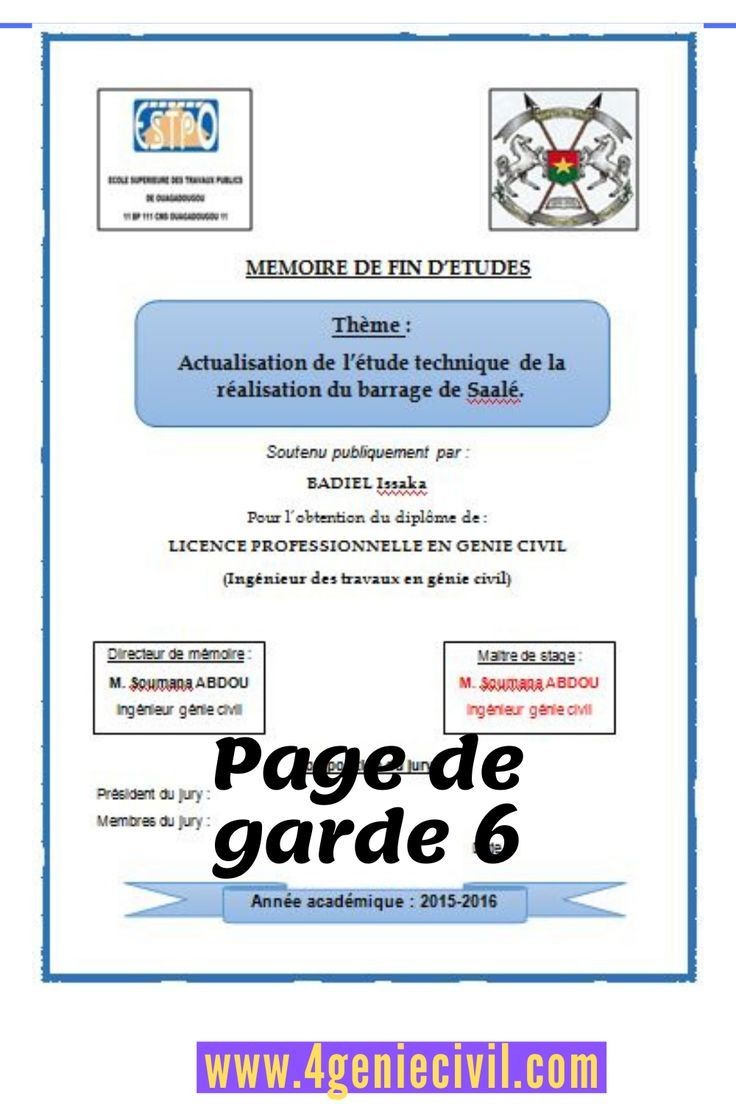 ESTPO
ECOLE SUPERIEURE DES TRAVAUX PUBLICS
DE OUAGADOUGOU
11 BP 111 CMS OUAGADOUGOU 11
MEMOIRE DE FIN D'ETUDES
Thème :
Actualisation de l'étude technique de la
réalisation du barrage de Saalé.
Soutenu publiquement par :
BADIEL Issaka
Pour l'obtention du diplôme de :
LICENCE PROFESSIONNELLE EN GENIE CIVIL
(Ingénieur des travaux en génie civil)
Directeur de mémoire :
M. Soumana ABDOU
Ingénieur génie civil
Maitre de stage :
M. Soumana ABDOU
Ingénieur génie civil
jury
Président du jury :
Membres du jury :
Page de
garde 6
Année académique : 2015-2016
www.4geniecivil.com